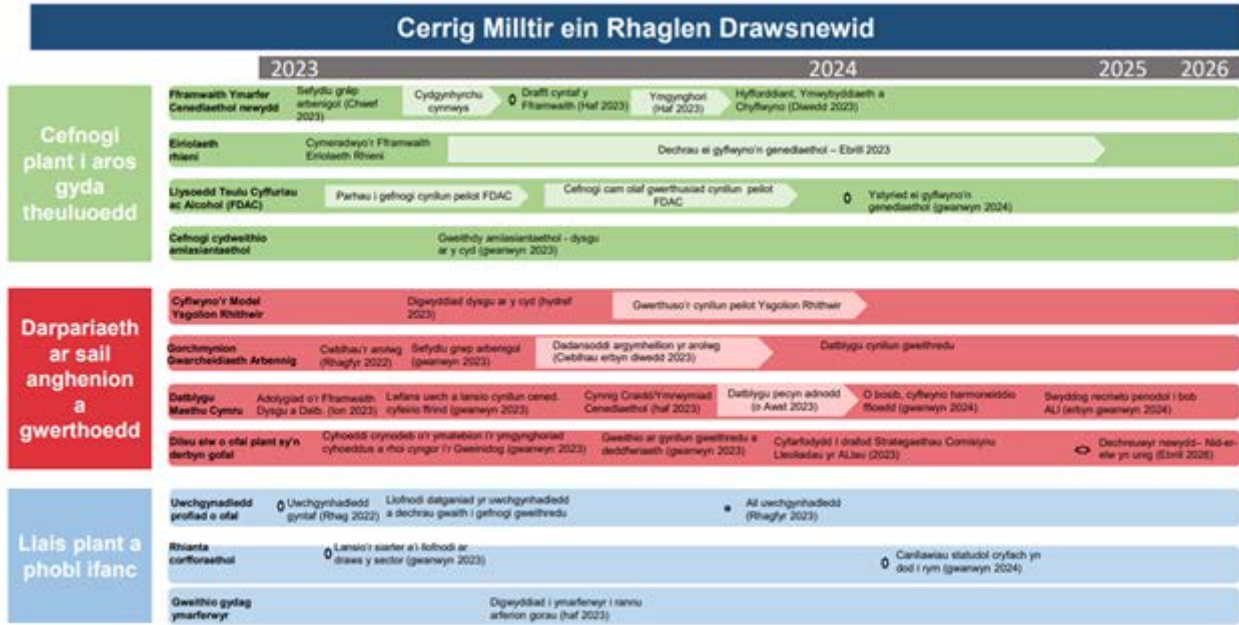 Cerrig Milltir ein Rhaglen Drawsnewid
2023
2024
2025
2026
Cefnogi
plant i aros
gyda
theuluoedd
Fframwaith Ymarfer
Cenedlaethol newydd
Sefydlu grŵp
arbenigol (Chwef
2023)
Cydgynhyrchu
cynnwys
Drafft cyntaf y
Fframwaith (Haf 2023)
Ymgynghori
(Haf 2023)
Hyfforddiant, Ymwybyddiaeth a
Chyflwyno (Diwedd 2023)
Eiriolaeth
rhieni
Cymeradwyo'r Fframwaith
Eiriolaeth Rhieni
Dechrau ei gyflwyno'n genedlaethol – Ebrill 2023
Llysoedd Teulu Cyffuriau
ac Alcohol (FDAC)
Parhau i gefnogi cynllun peilot FDAC
Cefnogi cam olaf gwerthusiad cynllun peilot
FDAC
Ystyried ei gyflwyno'n
genedlaethol (gwanwyn 2024)
Cefnogi cydweithio
amlasiantaethol
Gweithdy amlasiantaethol - dysgu
ar y cyd (gwanwyn 2023)
Darpariaeth
ar sail
anghenion
a
gwerthoedd
Cyflwyno'r Model
Ysgolion Rhithwir
Digwyddiad dysgu ar y cyd (hydref
2023)
Gwerthuso'r cynllun peilot Ysgolion Rhithwir
Gorchmynion
Gwarcheidiaeth Arbennig
Cwblhau'r arolwg
(Rhagfyr 2022)
Sefydlu grwp arbenigol
(gwanwyn 2023)
Dadansoddi argymhellion yr arolwg
(Cwblhau erbyn diwedd 2023)
Datblygu cynllun gweithredu
Datblygu
Maethu Cymru
Adolygiad o'r Fframwaith
Dysgu a Datb. (Ion 2023)
Lwfans uwch a lansio cynllun cened.
cyfeirio ffrind (gwanwyn 2023)
Cynnig Craidd/Ymrwymiad
Cenedlaethol (haf 2023)
Datblygu pecyn adnodd
(o Awst 2023)
O bosib, cyflwyno harmoneiddio
ffioedd (gwanwyn 2024)
Swyddog recriwto penodol i bob
ALl (erbyn gwanwyn 2024)
Dileu elw o ofal plant sy'n
derbyn gofal
Cyhoeddi crynodeb o'r ymatebion i'r ymgynghoriad
cyhoeddus a rhoi cyngor i'r Gweinidog (gwanwyn 2023)
Gweithio ar gynllun gweithredu a
deddfwriaeth (gwanwyn 2023)
Cyfarfodydd i drafod Strategaethau Comisiynu
Lleoliadau yr ALlau (2023)
Dechreuwyr newydd– Nid-er-
elw yn unig (Ebrill 2026)
Llais plant a
phobl ifanc
Uwchgynadledd
profiad o ofal
Uwchgynhadledd
gyntaf (Rhag 2022)
Llofnodi datganiad yr uwchgynhadledd
a dechrau gwaith i gefnogi gweithredu
Ail uwchgynhadledd
(Rhagfyr 2023)
Rhianta
corfforaethol
Lansio'r siarter a'i llofnodi ar
draws y sector (gwanwyn 2023)
Canllawiau statudol cryfach yn
dod i rym (gwanwyn 2024)
Gweithio gydag
ymarferwyr
Digwyddiad i ymarferwyr i rannu
arferion gorau (haf 2023)